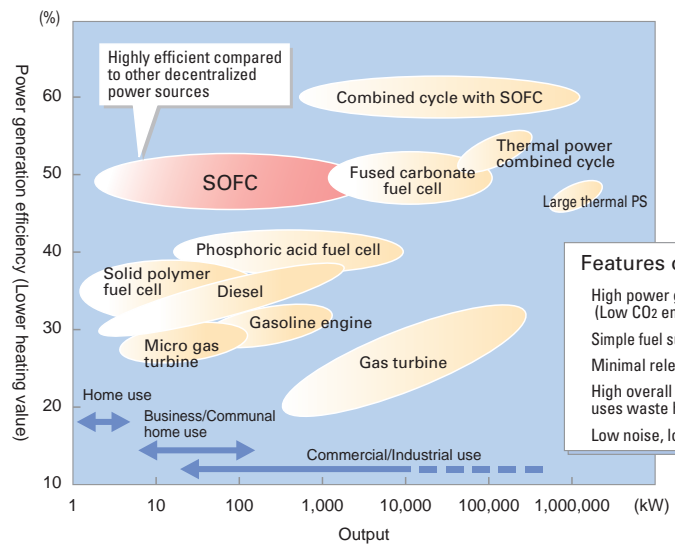 (%)
Power generation efficiency (Lower heating value)
60
50
40
30
20
10
Highly efficient compared
to other decentralized
power sources
Combined cycle with SOFC
Thermal power
combined cycle
SOFC
Fused carbonate
fuel cell
Large thermal PS
Phosphoric acid fuel cell
Solid polymer
fuel cell
Diesel
Gasoline engine
Micro gas
turbine
Gas turbine
Features
High power
(Low CO2
Simple fuel
Minimal
High overall
uses waste
Low noise,
Home use
Business/Communal
home use
Commercial/Industrial use
1 10 100 1,000 10,000 100,000 1,000,000 (kW)
Output